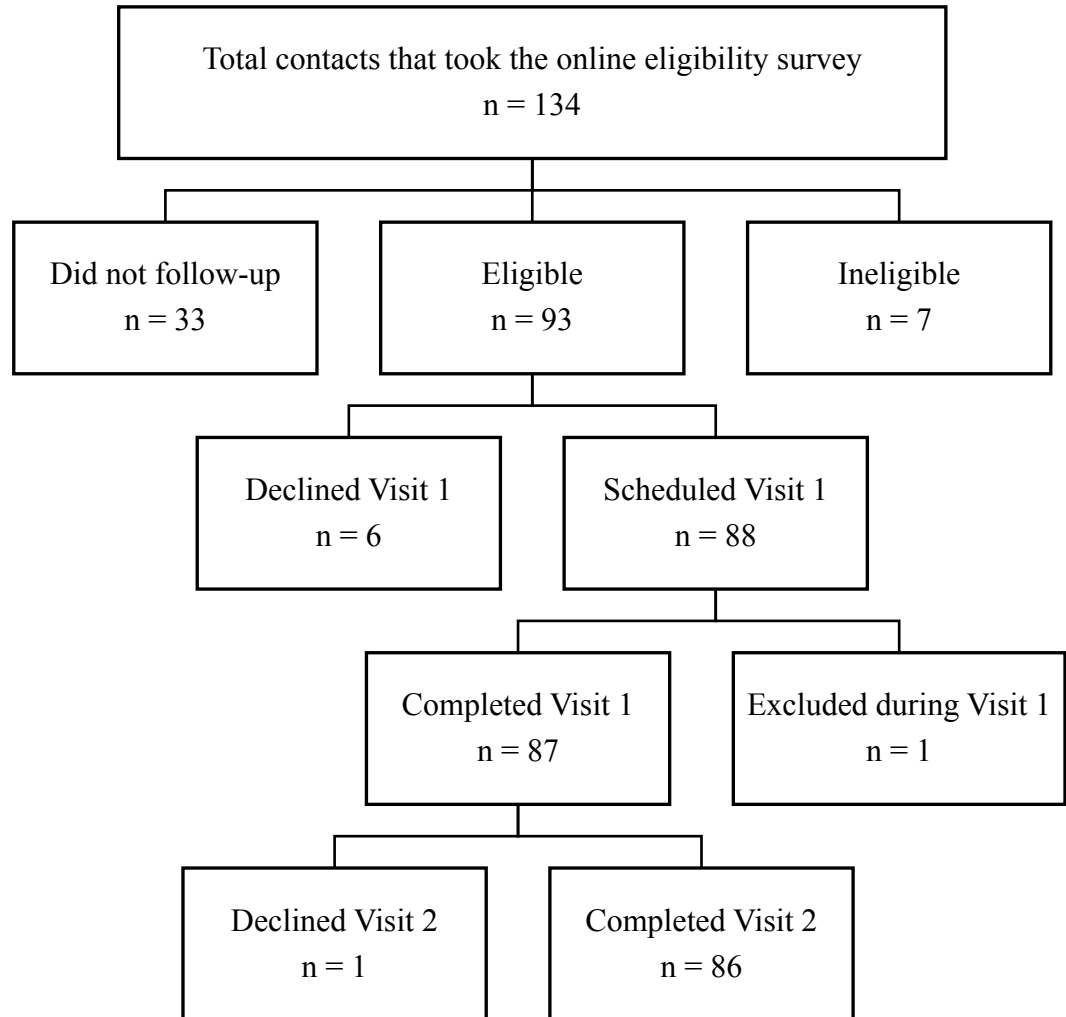 Total contacts that took the online eligibility survey
n = 134
Did not follow-up
n = 33
Eligible
n = 93
Ineligible
n = 7
Declined Visit 1
n = 6
Scheduled Visit 1
n = 88
Completed Visit 1
n = 87
Excluded during Visit 1
n = 1
Declined Visit 2
n = 1
Completed Visit 2
n = 86